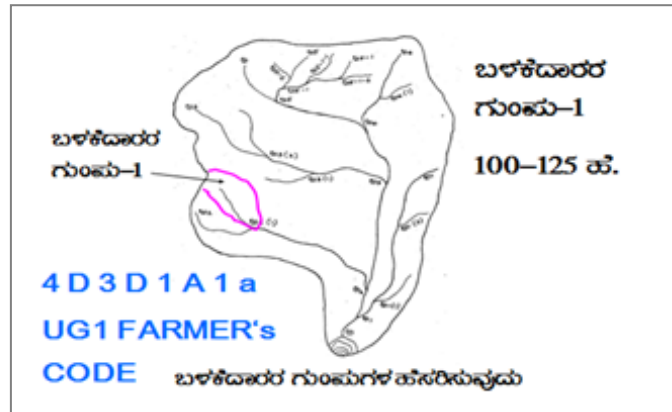 ಬಳಕೆದಾರರ
ಗುಂಪು–1
100–125 ಹೆ.
ಬಳಕೆದಾರರ
ಗುಂಪು–1
4 D 3 D 1 A 1 a
UG1 FARMER's
CODE
ಬಳಕೆದಾರರ ಗುಂಪುಗಳ ಹೆಸರಿಸುವುದು